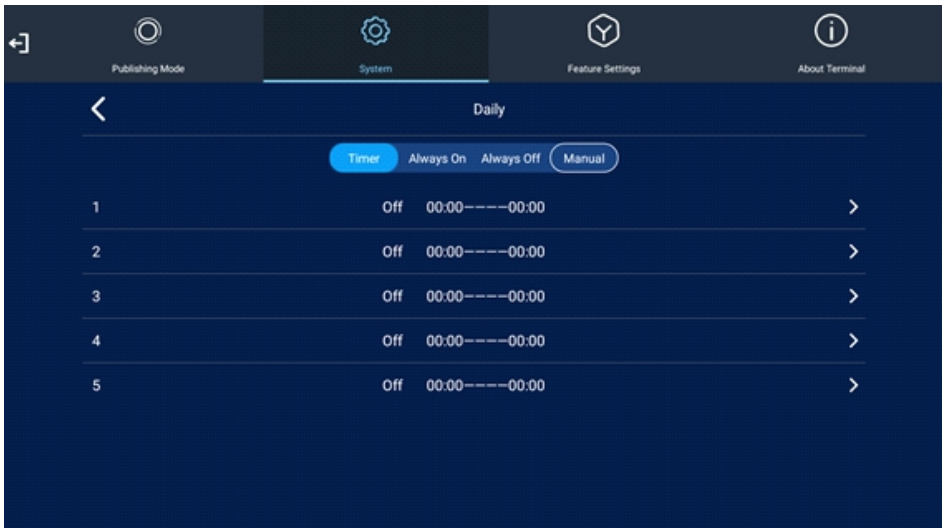 Publishing Mode System Feature Settings About Terminal
Daily
Timer Always On Always Off Manual
1 Off 00:00————00:00
2 Off 00:00————00:00
3 Off 00:00————00:00
4 Off 00:00————00:00
5 Off 00:00————00:00